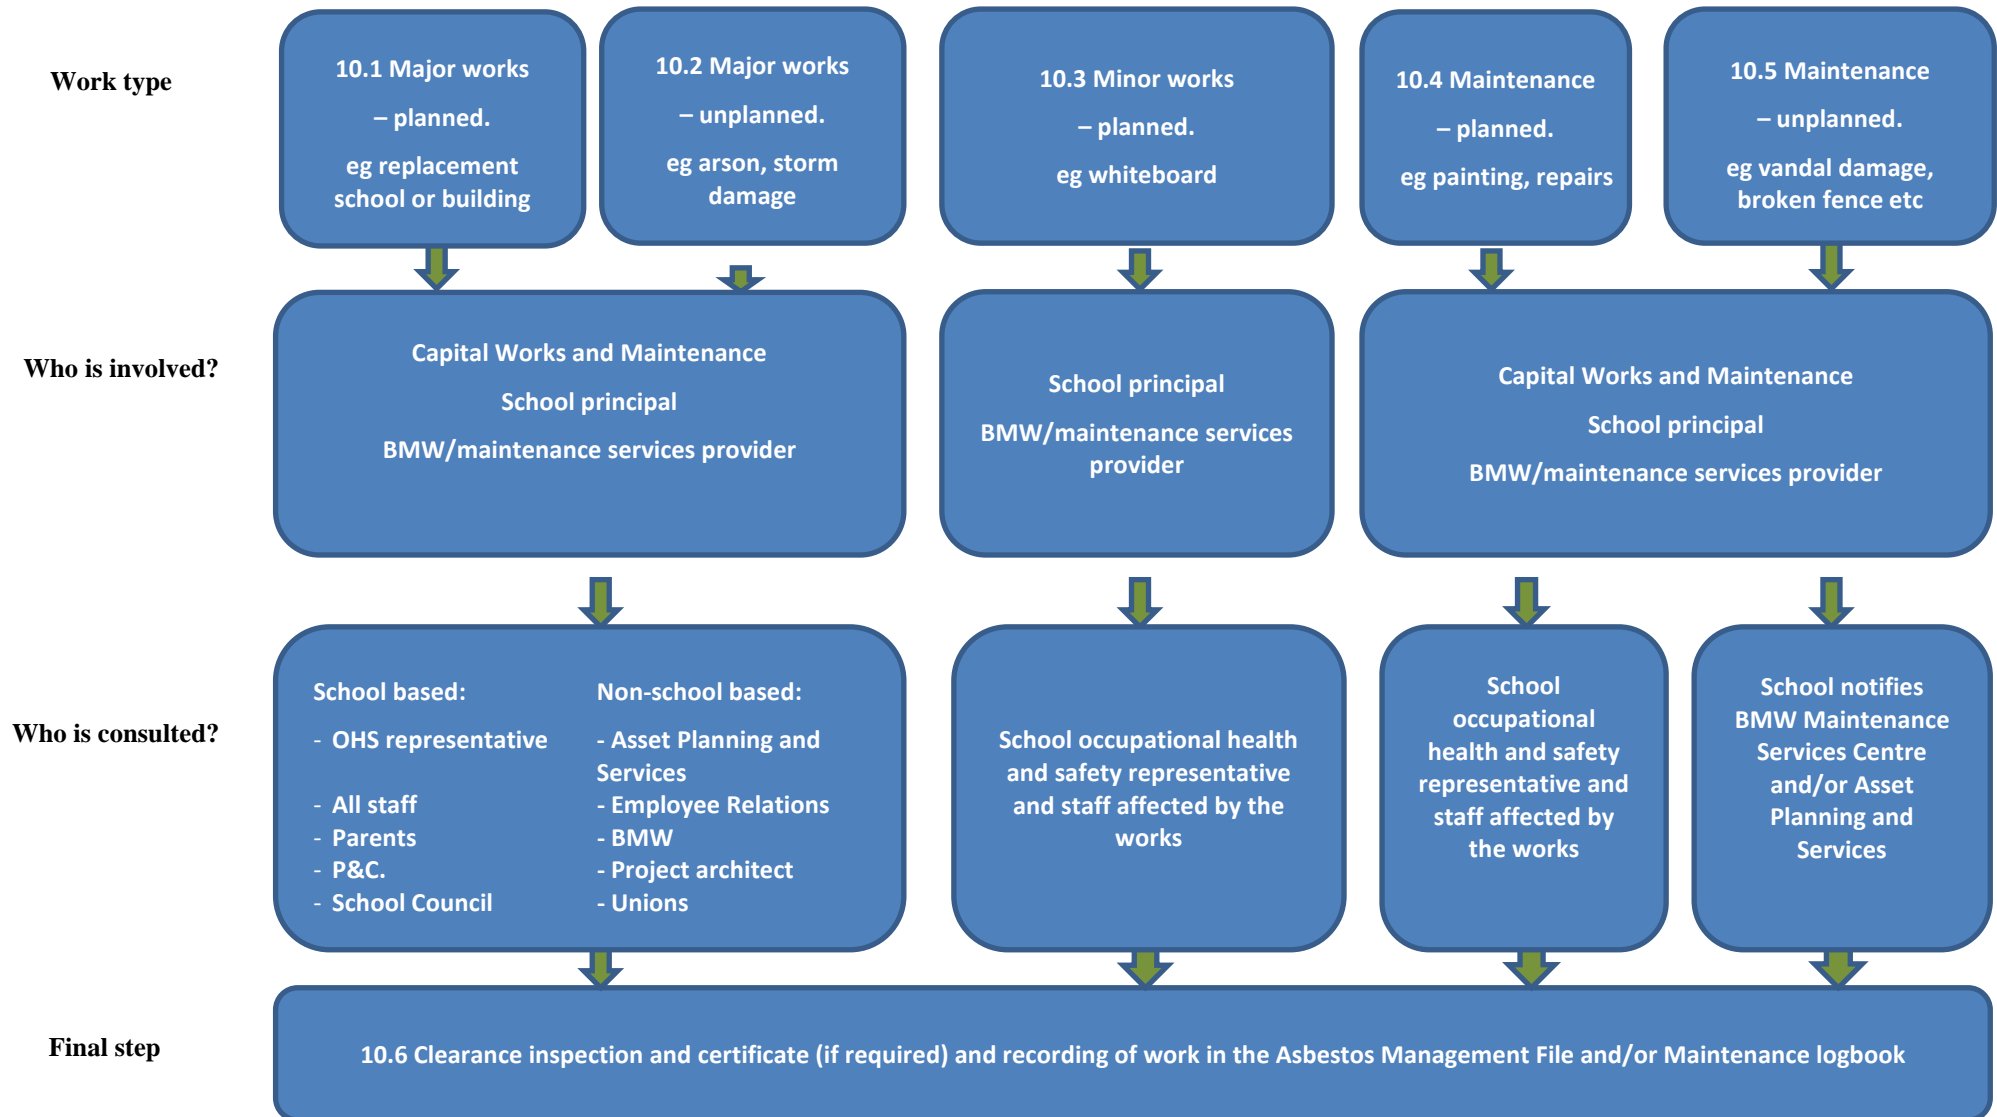 Work type
10.1 Major works
– planned.
eg replacement
school or building
10.2 Major works
– unplanned.
eg arson, storm
damage
10.3 Minor works
– planned.
eg whiteboard
10.4 Maintenance
– planned.
eg painting, repairs
10.5 Maintenance
– unplanned.
eg vandal damage,
broken fence etc
Who is involved?
Capital Works and Maintenance
School principal
BMW/maintenance services provider
School principal
BMW/maintenance services
provider
Capital Works and Maintenance
School principal
BMW/maintenance services provider
Who is consulted?
School based:
- OHS representative
- All staff
- Parents
- P&C.
- School Council
Non-school based:
- Asset Planning and
Services
- Employee Relations
- BMW
- Project architect
- Unions
School occupational health
and safety representative
and staff affected by the
works
School
occupational
health and safety
representative and
staff affected by
the works
School notifies
BMW Maintenance
Services Centre
and/or Asset
Planning and
Services
Final step
10.6 Clearance inspection and certificate (if required) and recording of work in the Asbestos Management File and/or Maintenance logbook